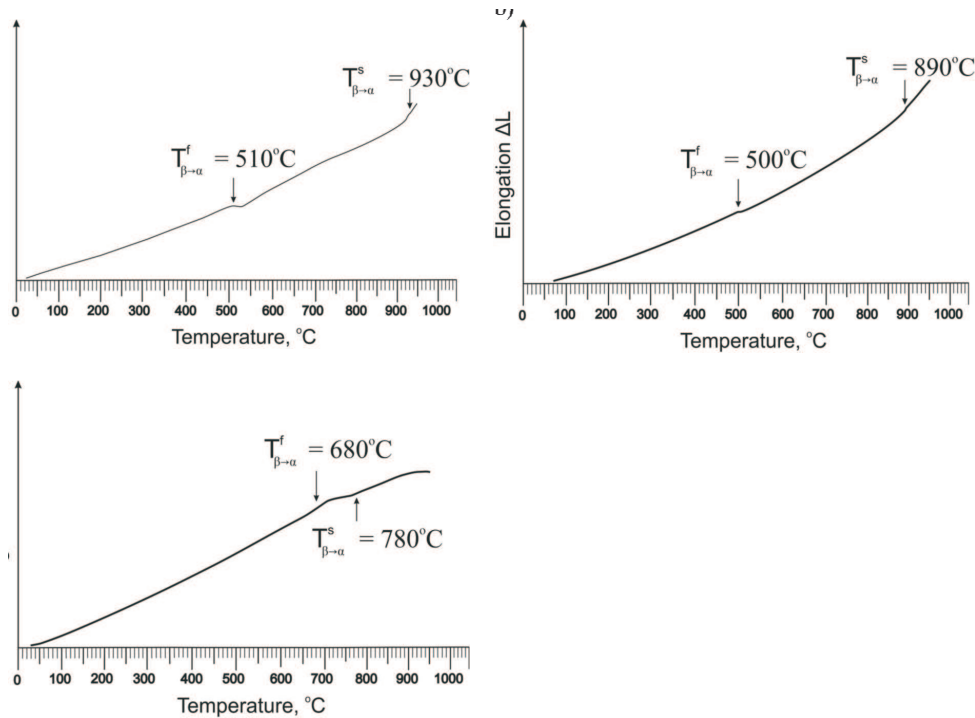 T^s_β→α = 930°C
T^f_β→α = 510°C
0 100 200 300 400 500 600 700 800 900 1000
Temperature, °C
Elongation ΔL
T^s_β→α = 890°C
T^f_β→α = 500°C
0 100 200 300 400 500 600 700 800 900 1000
Temperature, °C
T^f_β→α = 680°C
T^s_β→α = 780°C
0 100 200 300 400 500 600 700 800 900 1000
Temperature, °C